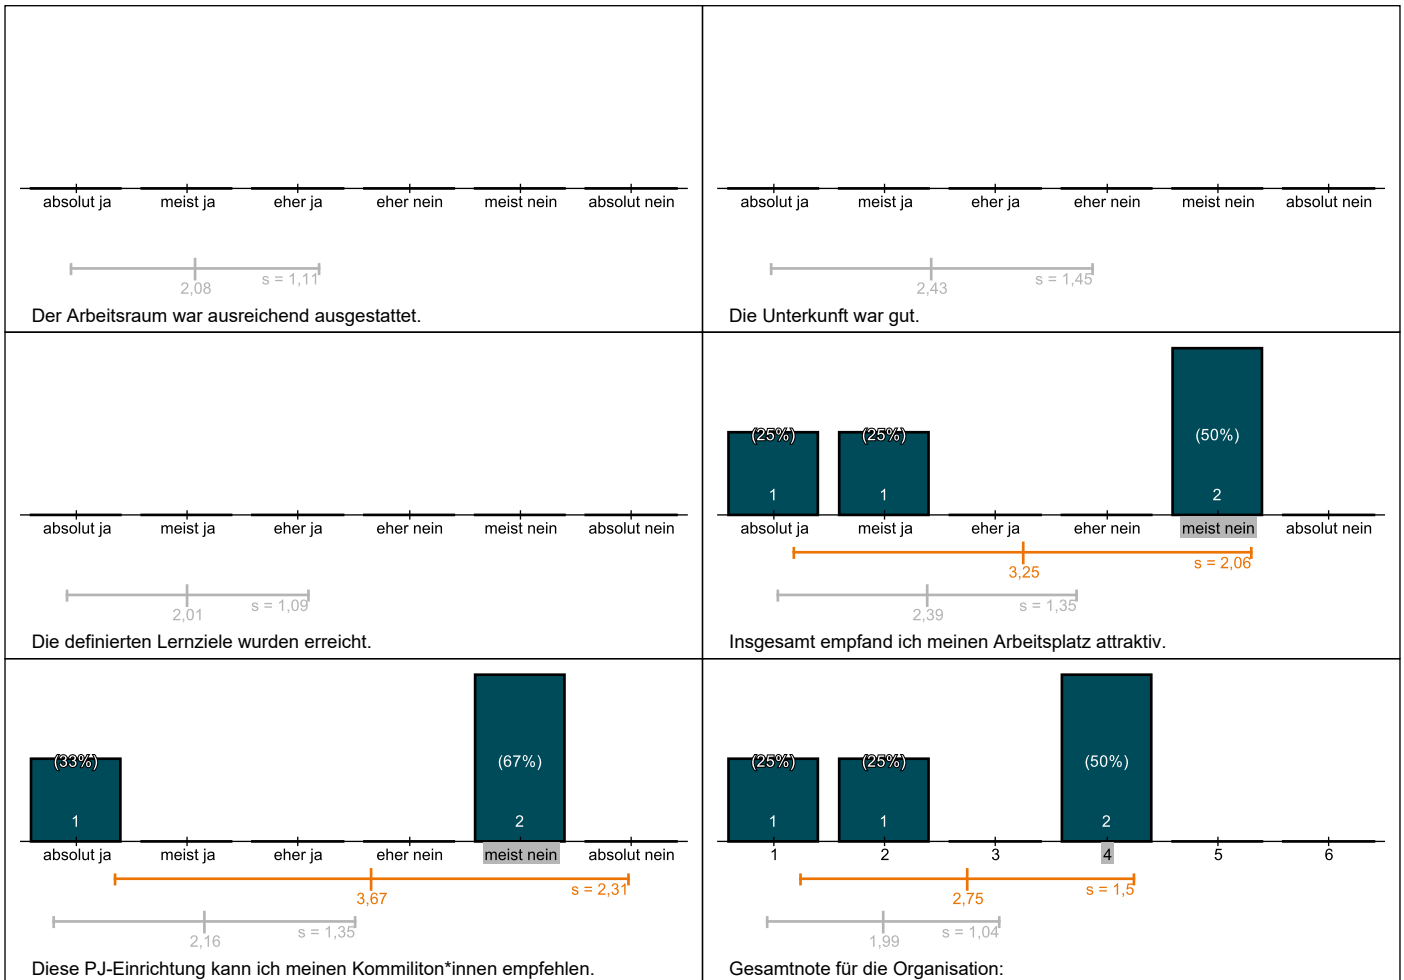 absolut ja meist ja eher ja eher nein meist nein absolut nein
s = 1,11
2,08
Der Arbeitsraum war ausreichend ausgestattet.
absolut ja meist ja eher ja eher nein meist nein absolut nein
s = 1,45
2,43
Die Unterkunft war gut.
absolut ja meist ja eher ja eher nein meist nein absolut nein
s = 1,09
2,01
Die definierten Lernziele wurden erreicht.
(25%) (25%) (50%)
1 1 2
absolut ja meist ja eher ja eher nein meist nein absolut nein
s = 2,06
3,25
s = 1,35
2,39
Insgesamt empfand ich meinen Arbeitsplatz attraktiv.
(33%) (67%)
1 2
absolut ja meist ja eher ja eher nein meist nein absolut nein
s = 2,31
3,67
s = 1,35
2,16
Diese PJ-Einrichtung kann ich meinen Kommiliton*innen empfehlen.
(25%) (25%) (50%)
1 1 2
1 2 3 4 5 6
s = 1,5
2,75
s = 1,04
1,99
Gesamtnote für die Organisation: